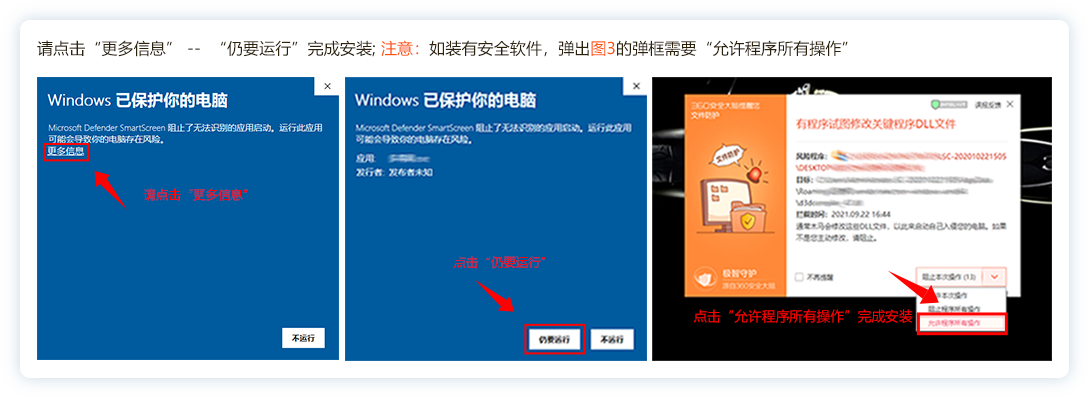 请点击“更多信息” -- “仍要运行”完成安装; 注意：如装有安全软件，弹出图3的弹框需要“允许程序所有操作”
Windows 已保护你的电脑
Microsoft Defender SmartScreen 阻止了无法识别的应用启动。运行此应用
可能会导致你的电脑存在风险。
更多信息
请点击“更多信息”
不运行
Windows 已保护你的电脑
Microsoft Defender SmartScreen 阻止了无法识别的应用启动。运行此应用
可能会导致你的电脑存在风险。
应用:
发行者: 发布者未知
点击“仍要运行”
仍要运行
不运行
文件防护
误报反馈
有程序试图修改关键程序DLL文件
文件防护
风险程序:
LSC-202010221505
\DESKTOP
目标:
拦截时间: 2021.09.22 16:44
通常木马会修改这些DLL文件，以此来启动自己入侵您的电脑。如果
不是您主动修改，请阻止。
极智守护
源自360安全大脑
不再提醒
阻止本次操作 (13)
许本次操作
阻止程序所有操作
允许程序所有操作
点击“允许程序所有操作”完成安装